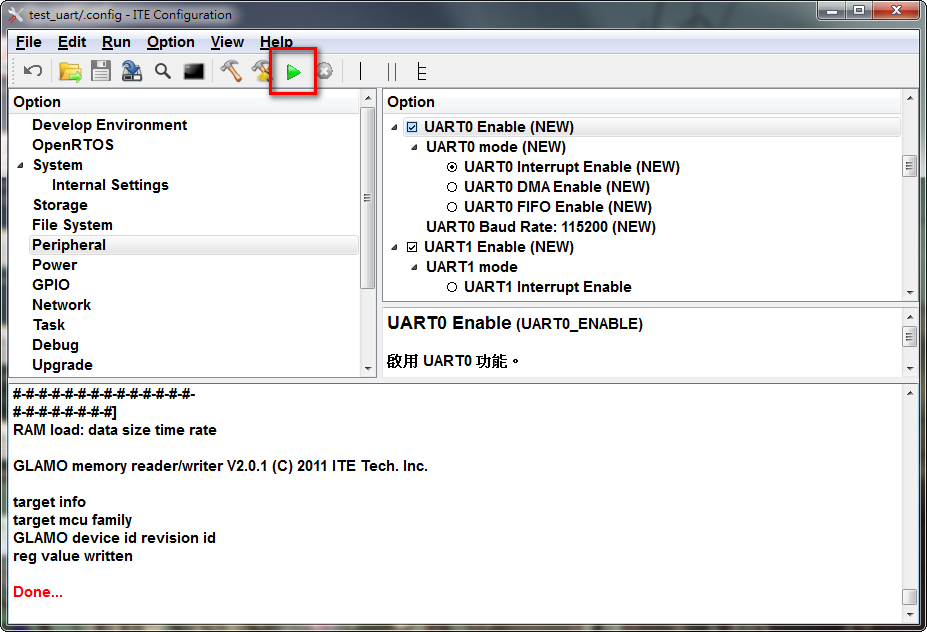 test_uart/.config - ITE Configuration
File Edit Run Option View Help
Option
Develop Environment
OpenRTOS
System
Internal Settings
Storage
File System
Peripheral
Power
GPIO
Network
Task
Debug
Upgrade
Option
UART0 Enable (NEW)
UART0 mode (NEW)
UART0 Interrupt Enable (NEW)
UART0 DMA Enable (NEW)
UART0 FIFO Enable (NEW)
UART0 Baud Rate: 115200 (NEW)
UART1 Enable (NEW)
UART1 mode
UART1 Interrupt Enable
UART0 Enable (UART0_ENABLE)
啟用 UART0 功能。
#-#-#-#-#-#-#-#-#-#-#-#-#-#-
#-#-#-#-#-#-#-#]
RAM load: data size time rate
GLAMO memory reader/writer V2.0.1 (C) 2011 ITE Tech. Inc.
target info
target mcu family
GLAMO device id revision id
reg value written
Done...